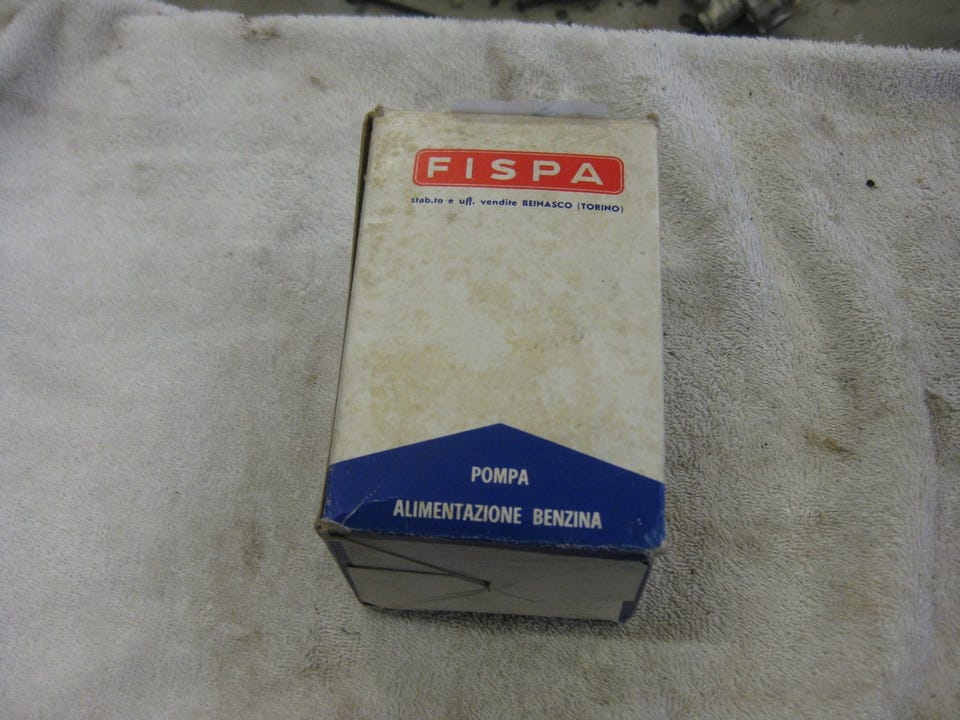 FISPA
stab.to e uff. vendite BEINASCO (TORINO)
POMPA
ALIMENTAZIONE BENZINA